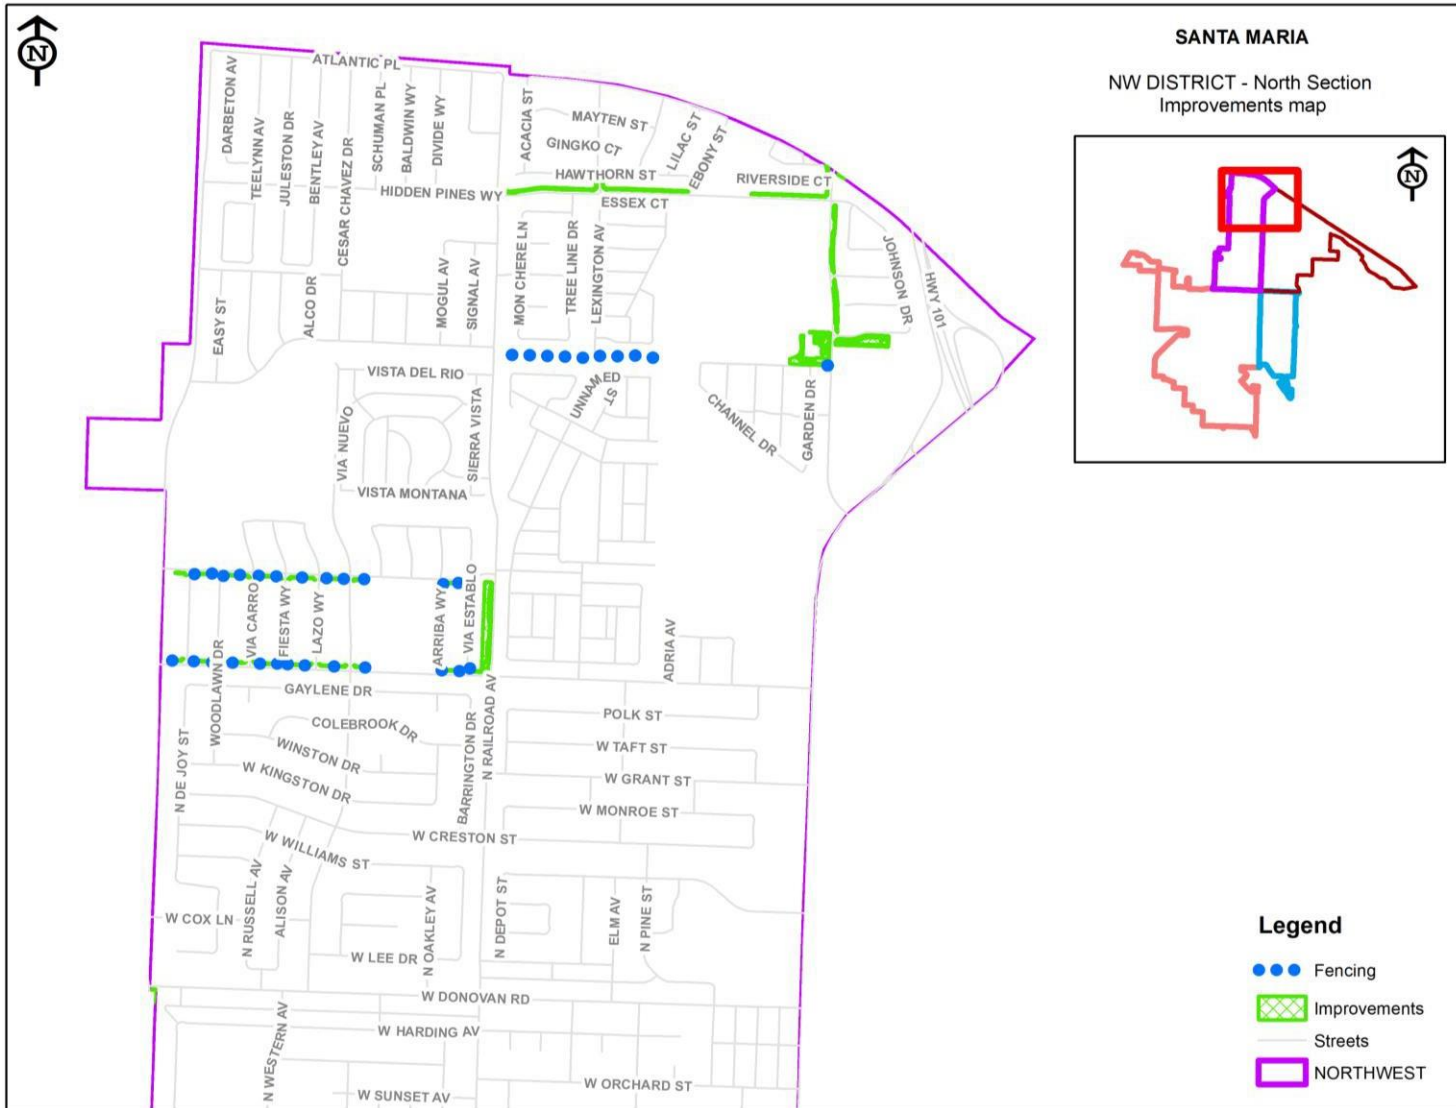 N
SANTA MARIA
NW DISTRICT - North Section
Improvements map
N
ATLANTIC PL
DARBETON AV
TEELYNN AV
JULESTON DR
BENTLEY AV
CESAR CHAVEZ DR
SCHUMAN PL
BALDWIN WY
DIVIDE WY
ACACIA ST
MAYTEN ST
GINGKO CT
LILAC ST
EBONY ST
HAWTHORN ST
RIVERSIDE CT
HIDDEN PINES WY
ESSEX CT
EASY ST
ALCO DR
MOGUL AV
SIGNAL AV
MON CHERE LN
TREE LINE DR
LEXINGTON AV
JOHNSON DR
HWY 101
VISTA DEL RIO
UNNAMED ST
CHANNEL DR
GARDEN DR
VIA NUEVO
SIERRA VISTA
VISTA MONTANA
VIA CARRO
FIESTA WY
LAZO WY
ARRIBA WY
VIA ESTABLO
ADRIA AV
WOODLAWN DR
GAYLENE DR
COLEBROOK DR
WINSTON DR
W KINGSTON DR
N DE JOY ST
BARRINGTON DR
N RAILROAD AV
POLK ST
W TAFT ST
W GRANT ST
W MONROE ST
W CRESTON ST
W WILLIAMS ST
N RUSSELL AV
ALISON AV
N OAKLEY AV
N DEPOT ST
ELM AV
N PINE ST
W COX LN
W LEE DR
W DONOVAN RD
W HARDING AV
N WESTERN AV
W SUNSET AV
W ORCHARD ST
Legend
Fencing
Improvements
Streets
NORTHWEST